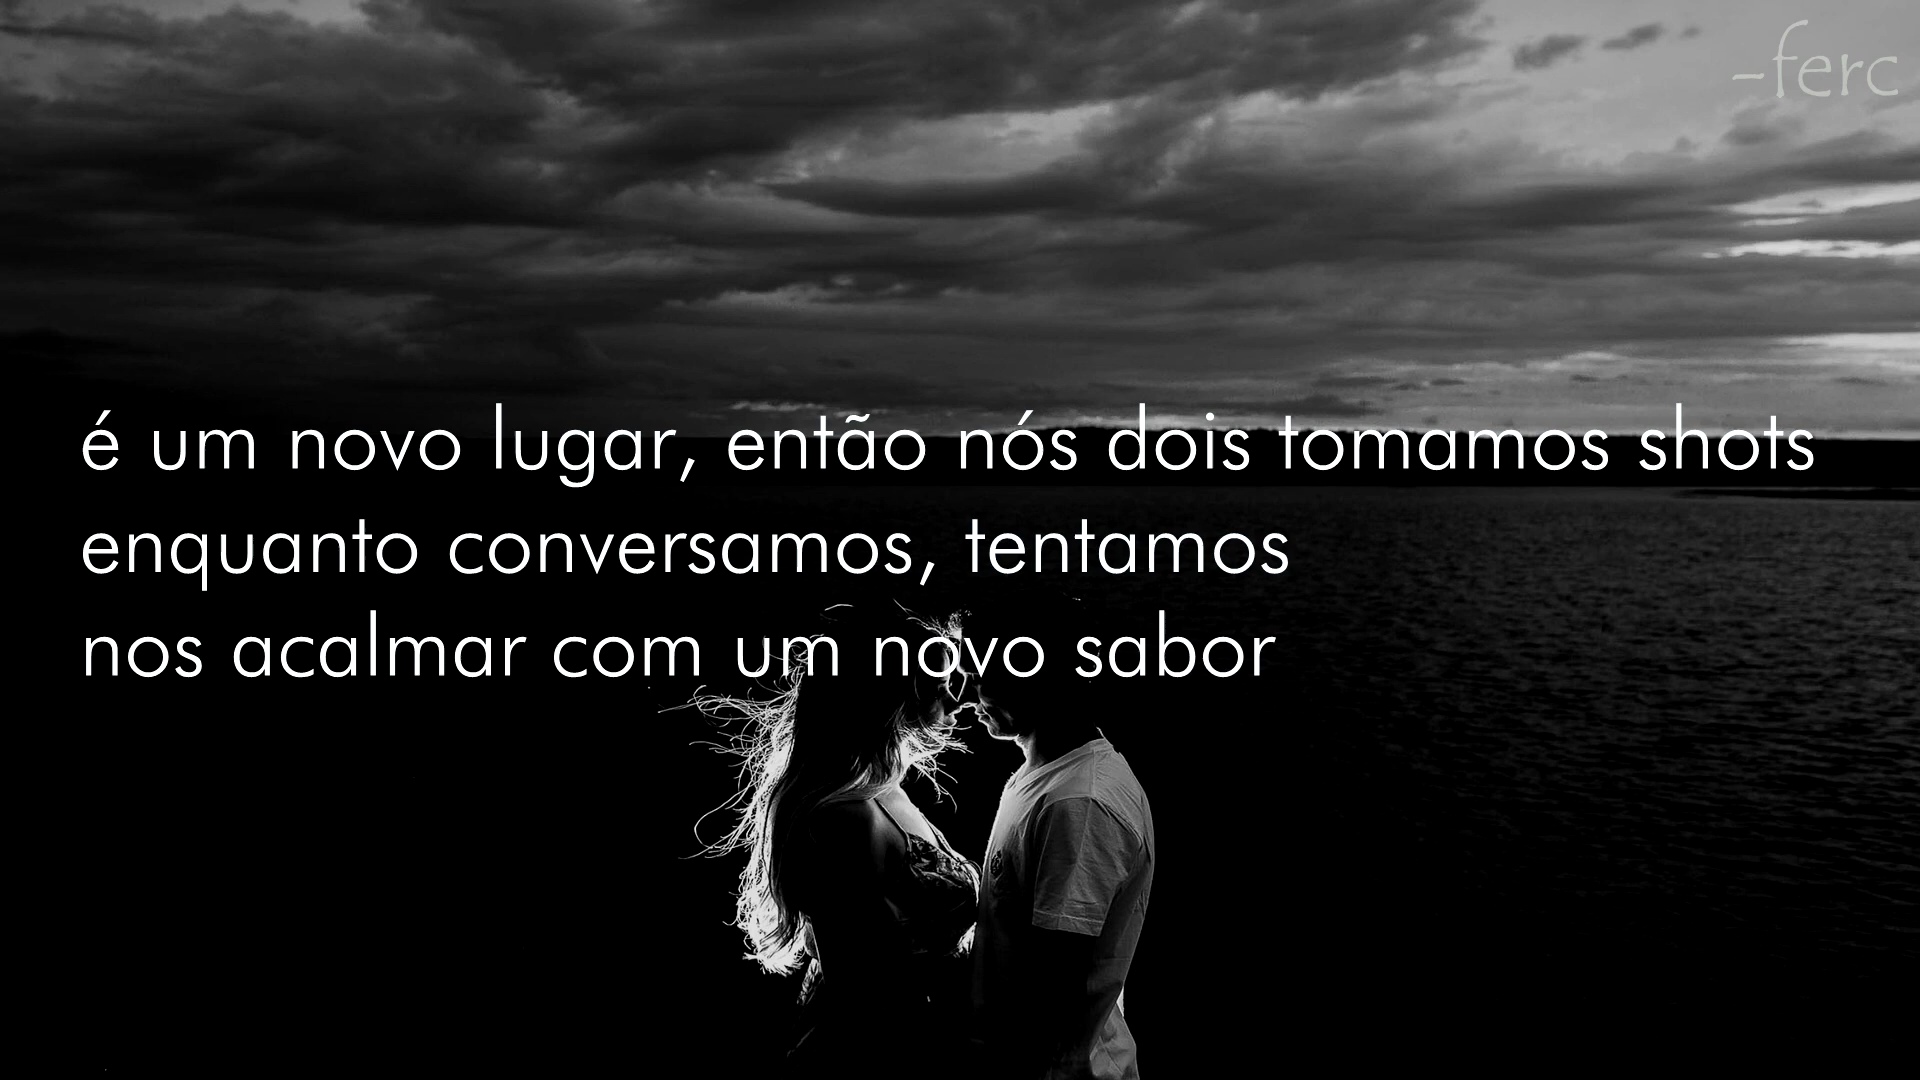 -ferc
é um novo lugar, então nós dois tomamos shots
enquanto conversamos, tentamos
nos acalmar com um novo sabor